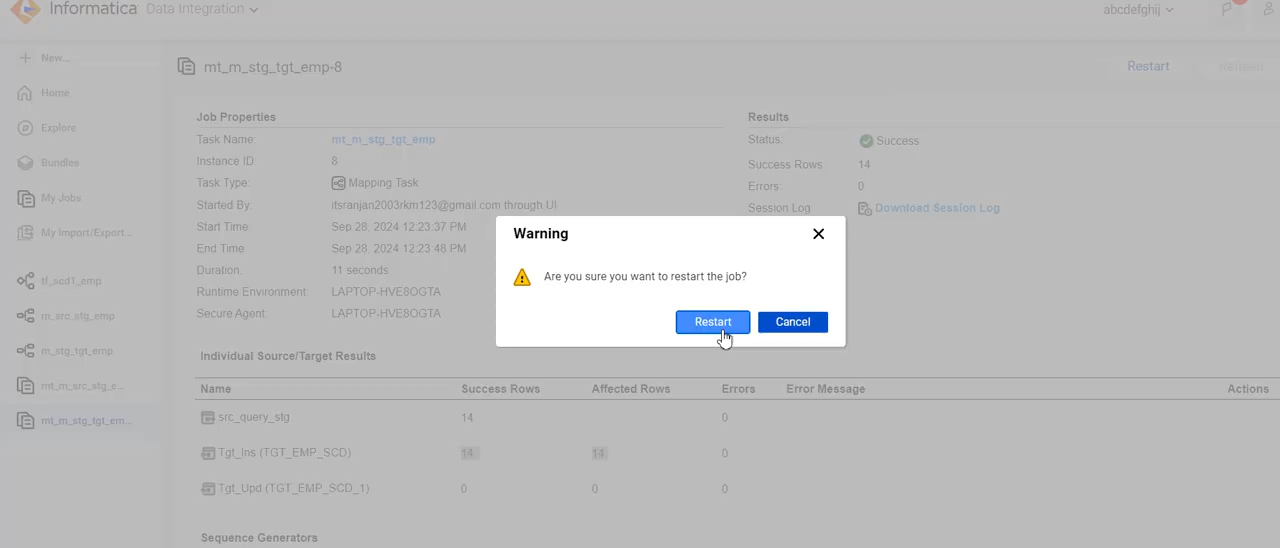 Informatica Data Integration
abcdefghij
New...
Home
Explore
Bundles
My Jobs
My Import/Export...
tf_scd1_emp
m_src_stg_emp
m_stg_tgt_emp
mt_m_src_stg_e...
mt_m_stg_tgt_em...
mt_m_stg_tgt_emp-8
Restart
Job Properties
Task Name: mt_m_stg_tgt_emp
Instance ID: 8
Task Type: Mapping Task
Started By: itsranjan2003rkm123@gmail.com through UI
Start Time: Sep 28, 2024 12:23:37 PM
End Time: Sep 28, 2024 12:23:48 PM
Duration: 11 seconds
Runtime Environment: LAPTOP-HVE8OGTA
Secure Agent: LAPTOP-HVE8OGTA
Results
Status: Success
Success Rows: 14
Errors: 0
Session Log Download Session Log
Warning
Are you sure you want to restart the job?
Restart Cancel
Individual Source/Target Results
Name Success Rows Affected Rows Errors Error Message Actions
src_query_stg 14 0
Tgt_Ins (TGT_EMP_SCD) 14 14 0
Tgt_Upd (TGT_EMP_SCD_1) 0 0 0
Sequence Generators